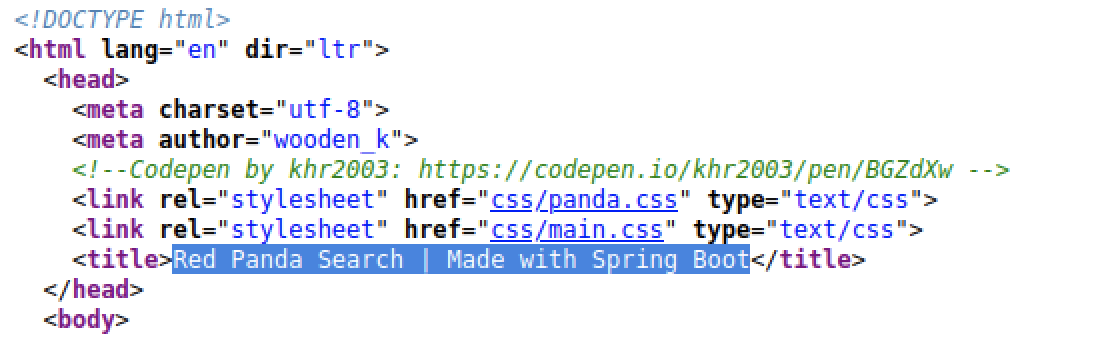 <!DOCTYPE html>
<html lang="en" dir="ltr">
<head>
<meta charset="utf-8">
<meta author="wooden_k">
<!--Codepen by khr2003: https://codepen.io/khr2003/pen/BGZdXw -->
<link rel="stylesheet" href="css/panda.css" type="text/css">
<link rel="stylesheet" href="css/main.css" type="text/css">
<title>Red Panda Search | Made with Spring Boot</title>
</head>
<body>